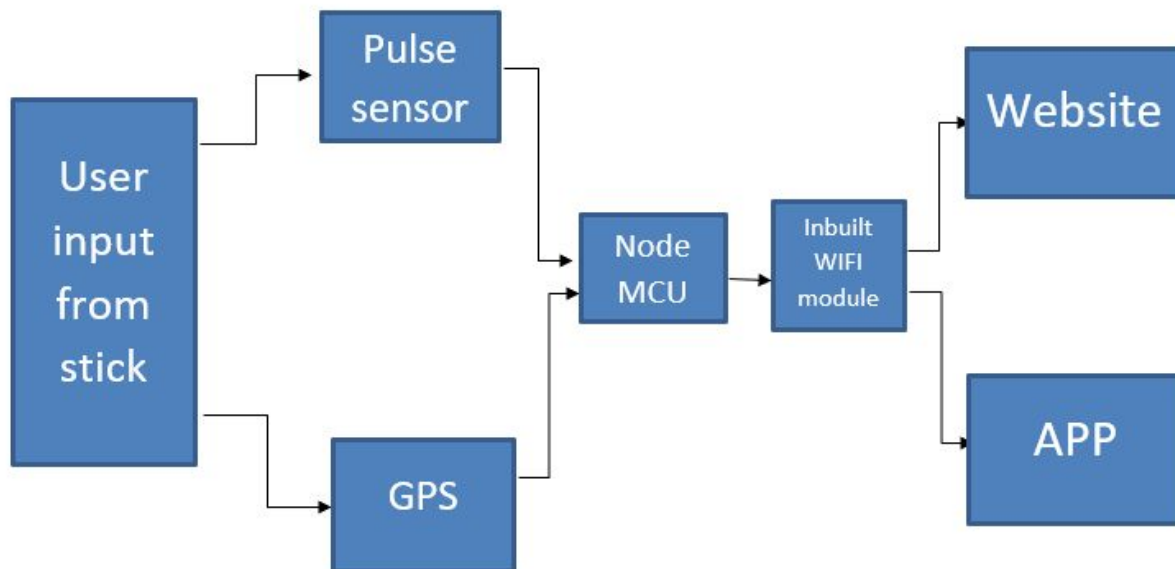 User
input
from
stick
Pulse
sensor
GPS
Node
MCU
Inbuilt
WIFI
module
Website
APP